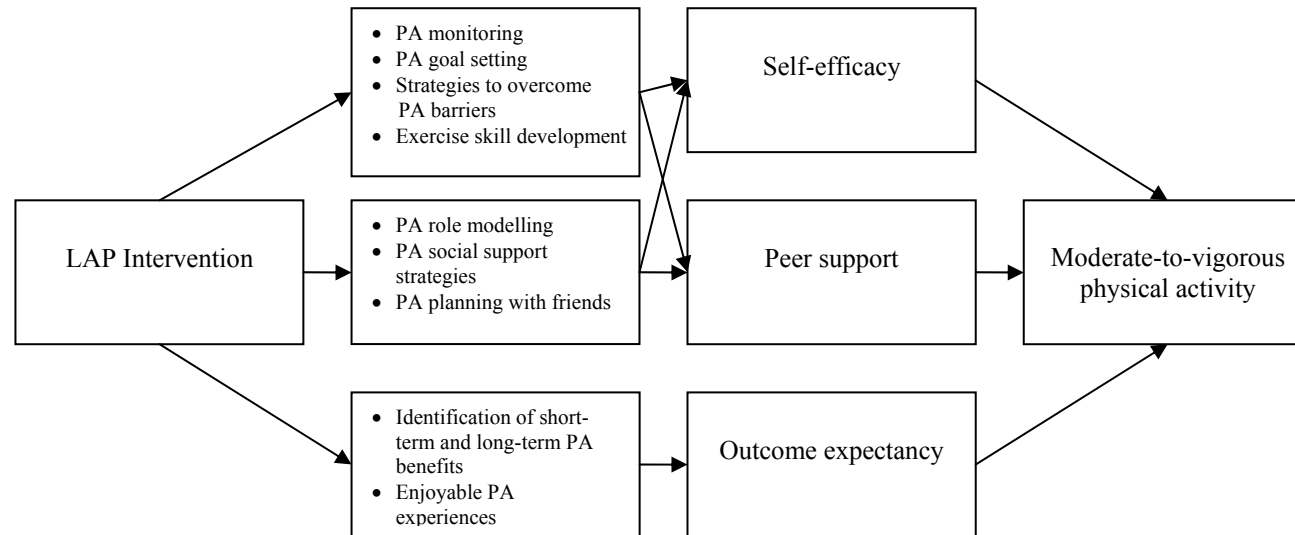 • PA monitoring
• PA goal setting
• Strategies to overcome
PA barriers
• Exercise skill development
Self-efficacy
LAP Intervention
• PA role modelling
• PA social support
strategies
• PA planning with friends
Peer support
Moderate-to-vigorous
physical activity
• Identification of short-
term and long-term PA
benefits
• Enjoyable PA
experiences
Outcome expectancy